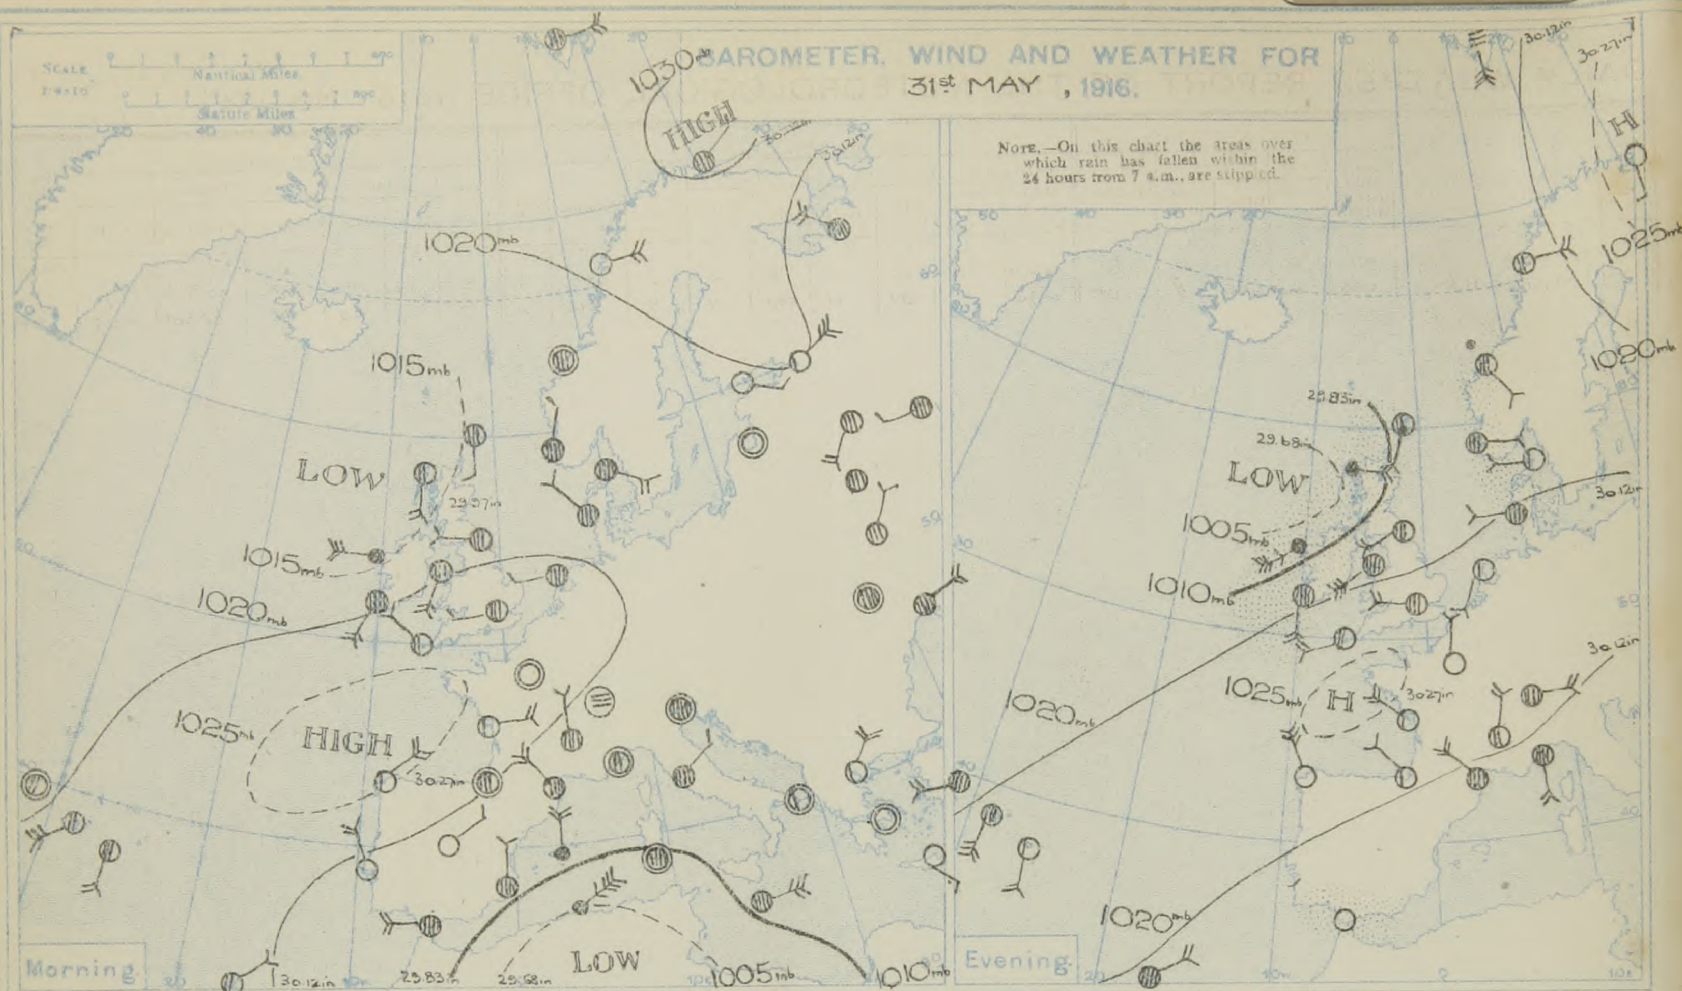 BAROMETER. WIND AND WEATHER FOR
31st MAY, 1916.
SCALE
Nautical Miles
Statute Miles
NOTE.—On this chart the areas over
which rain has fallen within the
24 hours from 7 a.m., are stippled.
1030mb
HIGH
30.12in
1020mb
1015mb
LOW
29.97in
1015mb
1020mb
1025mb
HIGH
30.27in
LOW
30.12in
29.83in
29.68in
1005mb
1010mb
Morning
30.12in
30.27in
H
1025mb
1020mb
29.83in
29.68in
LOW
1005mb
1010mb
30.12in
30.12in
1020mb
1025mb
H
30.27in
1020mb
Evening